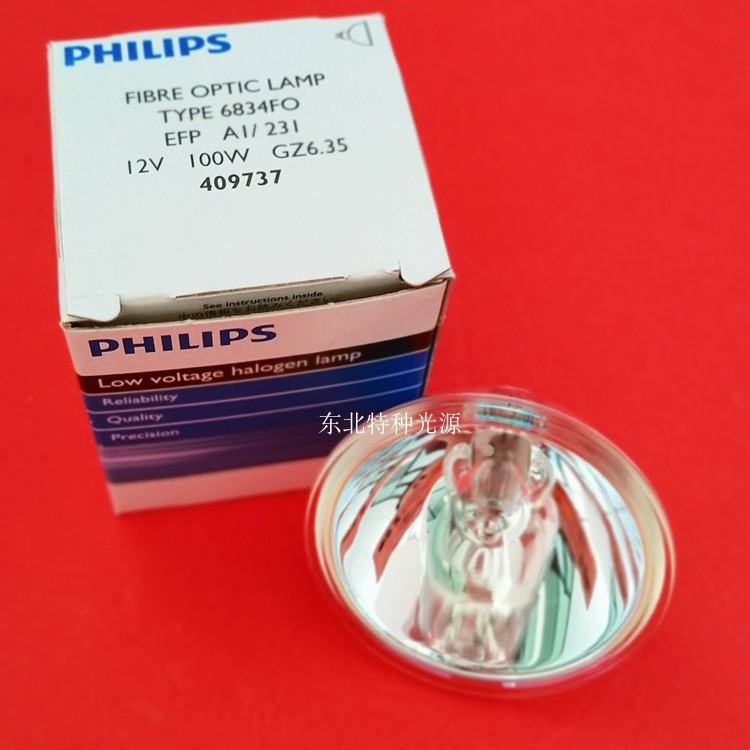 PHILIPS
FIBRE OPTIC LAMP
TYPE 6834FO
EFP A1/231
12V 100W GZ6.35
409737
See instructions inside
PHILIPS
Low voltage halogen lamp
Reliability
Quality
Precision
东北特种光源